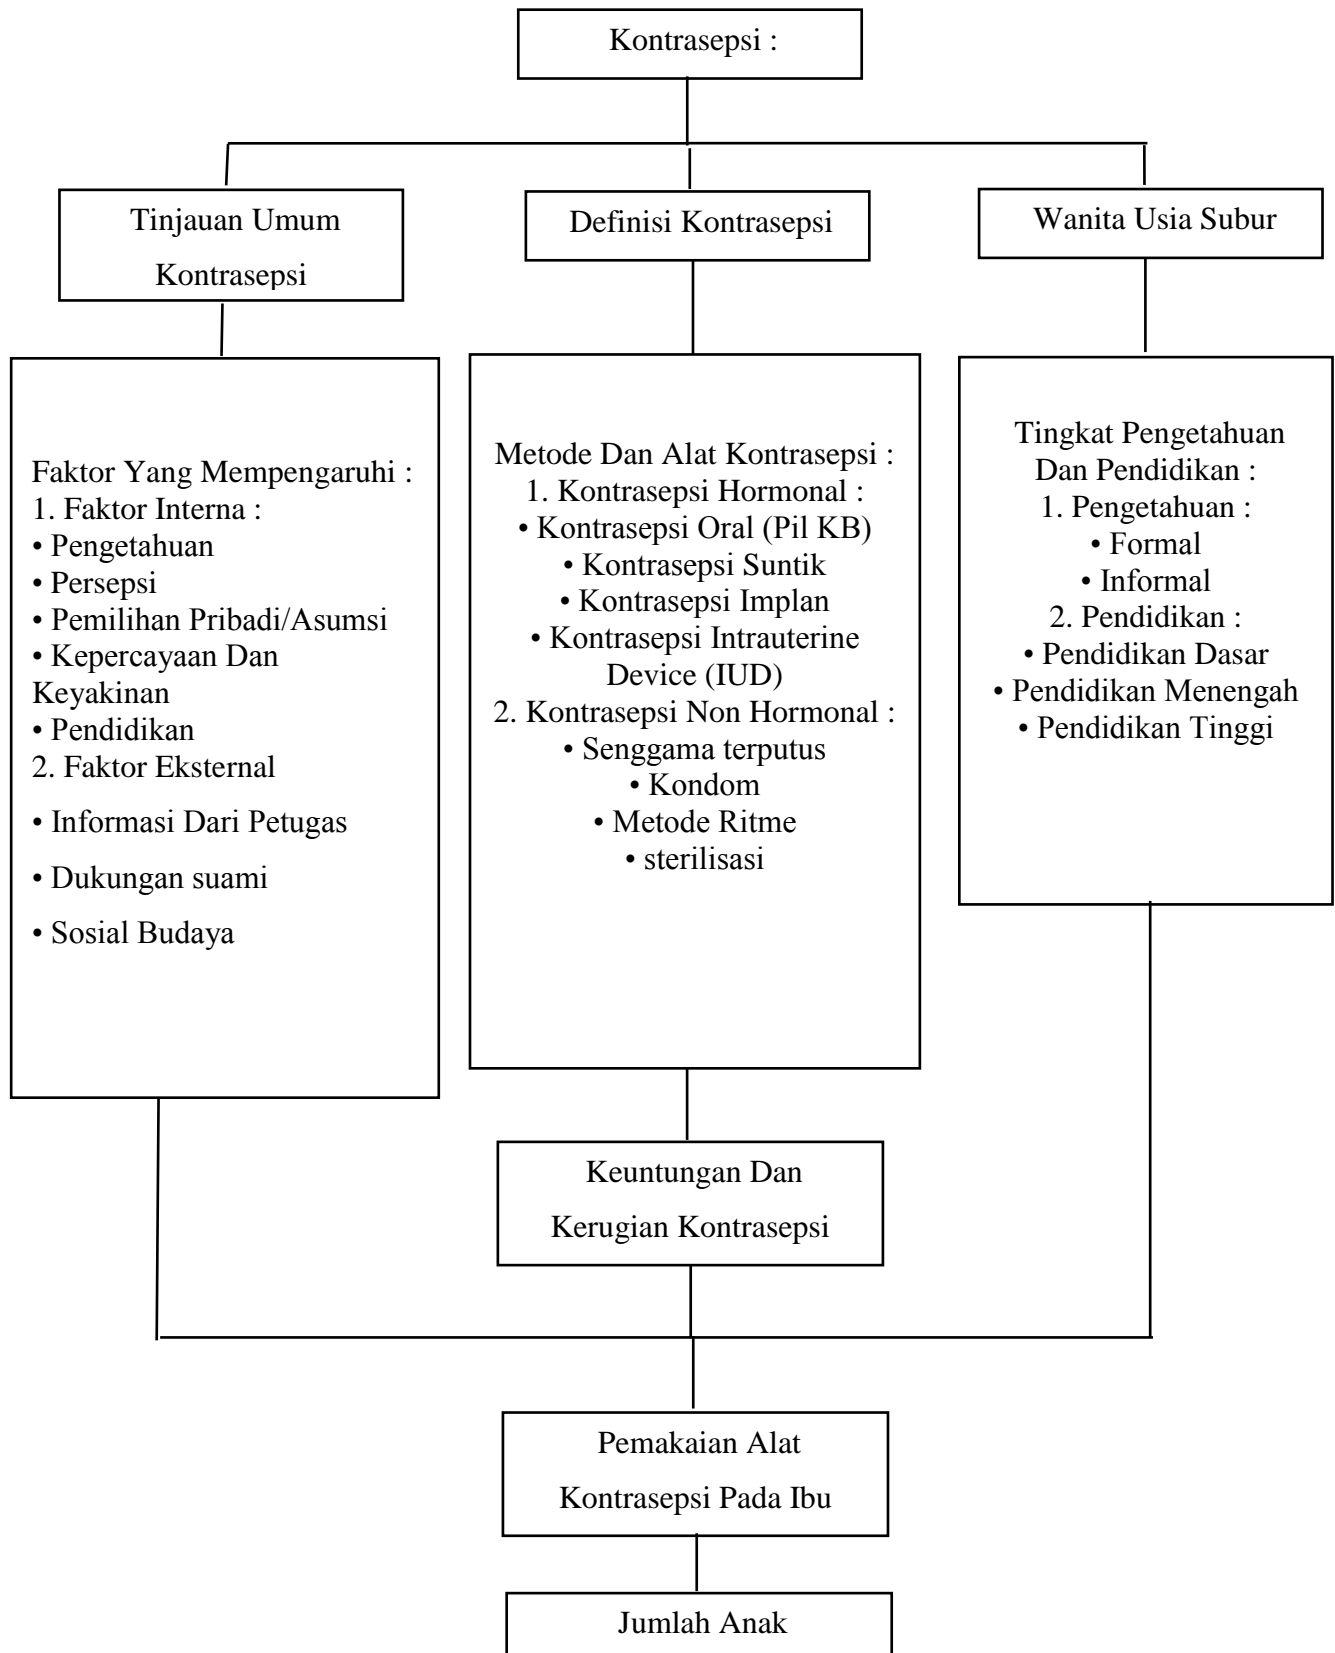 Kontrasepsi :
Tinjauan Umum
Kontrasepsi
Definisi Kontrasepsi
Wanita Usia Subur
Faktor Yang Mempengaruhi :
1. Faktor Interna :
• Pengetahuan
• Persepsi
• Pemilihan Pribadi/Asumsi
• Kepercayaan Dan
Keyakinan
• Pendidikan
2. Faktor Eksternal
• Informasi Dari Petugas
• Dukungan suami
• Sosial Budaya
Metode Dan Alat Kontrasepsi :
1. Kontrasepsi Hormonal :
• Kontrasepsi Oral (Pil KB)
• Kontrasepsi Suntik
• Kontrasepsi Implan
• Kontrasepsi Intrauterine
Device (IUD)
2. Kontrasepsi Non Hormonal :
• Senggama terputus
• Kondom
• Metode Ritme
• sterilisasi
Tingkat Pengetahuan
Dan Pendidikan :
1. Pengetahuan :
• Formal
• Informal
2. Pendidikan :
• Pendidikan Dasar
• Pendidikan Menengah
• Pendidikan Tinggi
Keuntungan Dan
Kerugian Kontrasepsi
Pemakaian Alat
Kontrasepsi Pada Ibu
Jumlah Anak